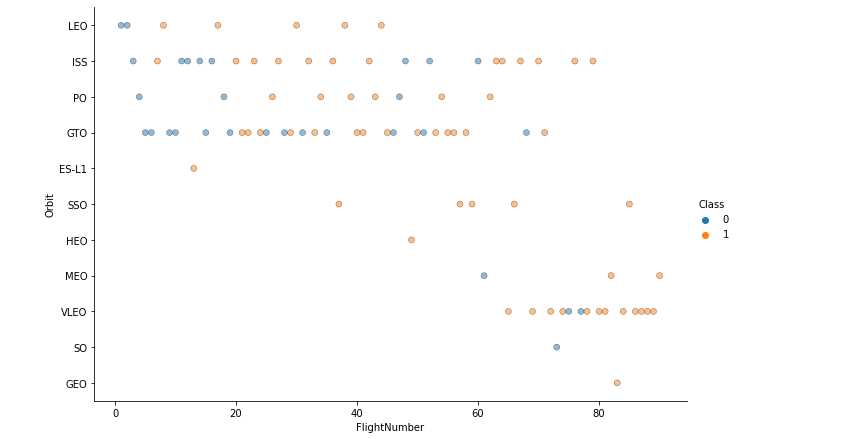 LEO
ISS
PO
GTO
ES-L1
SSO
HEO
MEO
VLEO
SO
GEO
Orbit
0
20
40
60
80
FlightNumber
Class
0
1